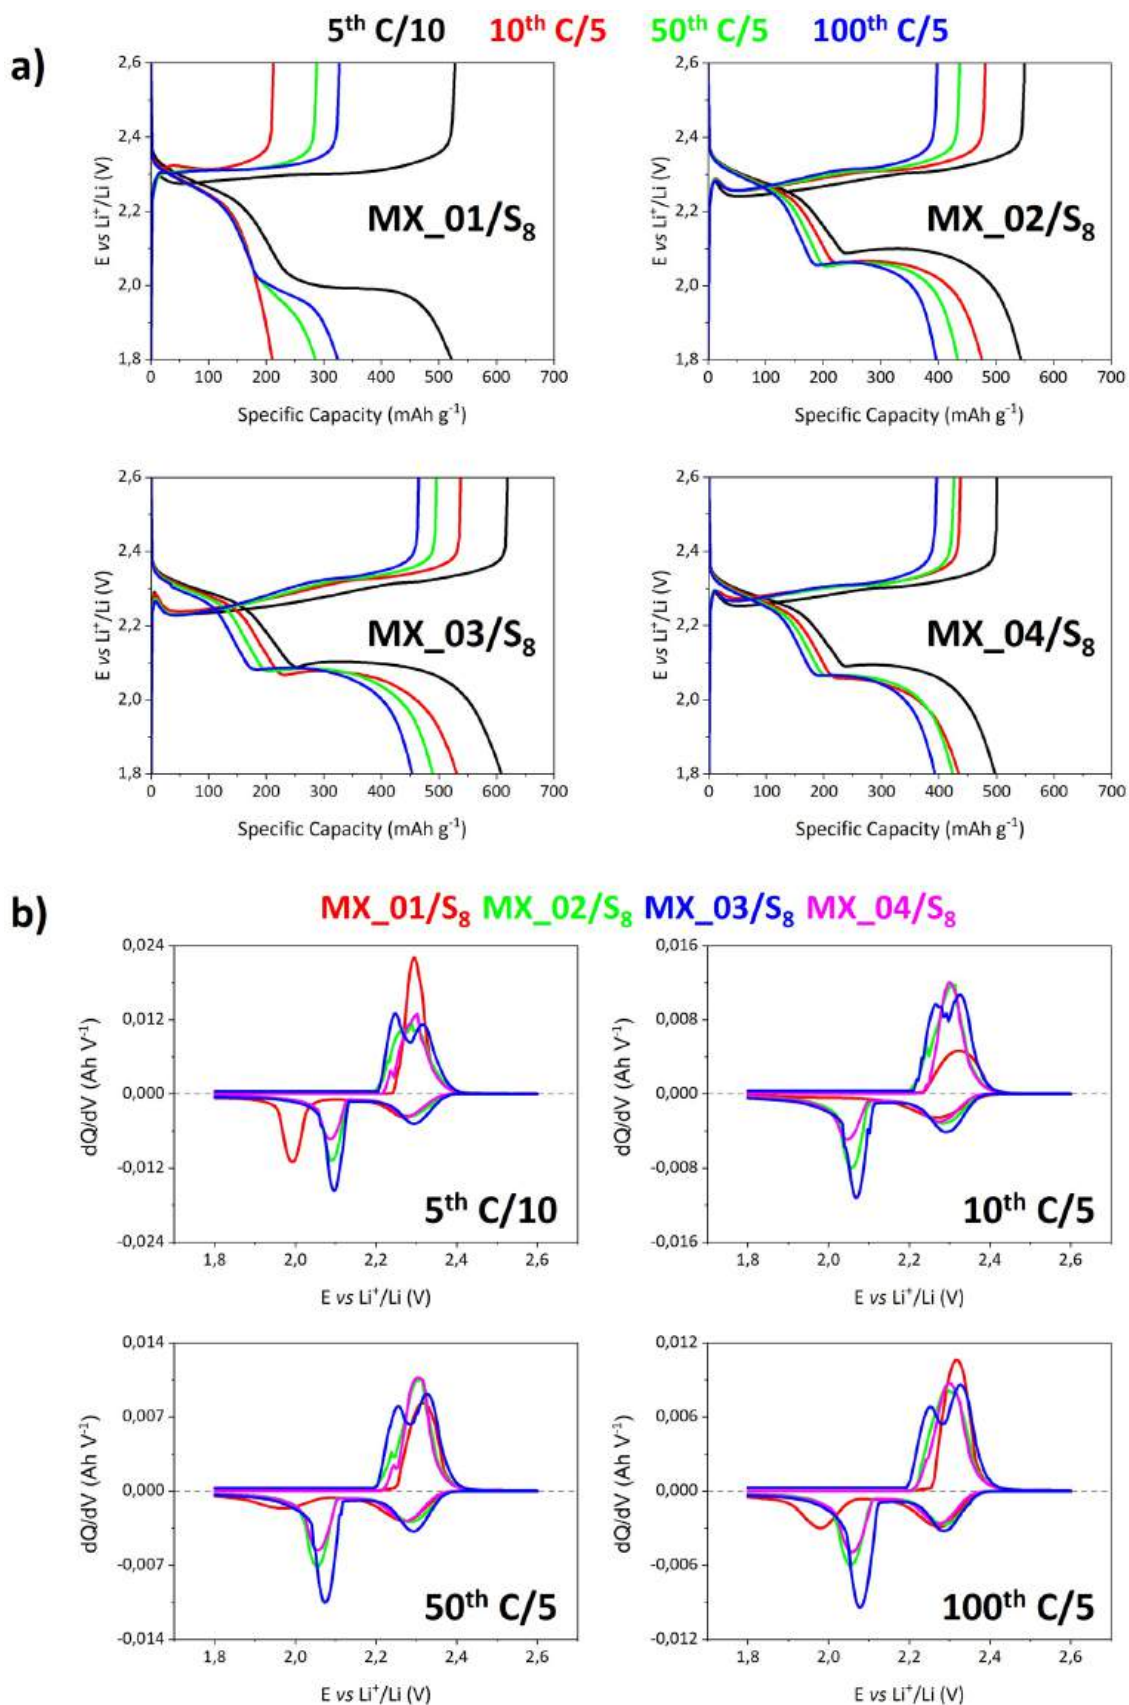 5th C/10 10th C/5 50th C/5 100th C/5
a)
2,6
2,4
2,2
2,0
1,8
E vs Li+/Li (V)
MX_01/S8
0 100 200 300 400 500 600 700
Specific Capacity (mAh g-1)
2,6
2,4
2,2
2,0
1,8
E vs Li+/Li (V)
MX_02/S8
0 100 200 300 400 500 600 700
Specific Capacity (mAh g-1)
2,6
2,4
2,2
2,0
1,8
E vs Li+/Li (V)
MX_03/S8
0 100 200 300 400 500 600 700
Specific Capacity (mAh g-1)
2,6
2,4
2,2
2,0
1,8
E vs Li+/Li (V)
MX_04/S8
0 100 200 300 400 500 600 700
Specific Capacity (mAh g-1)
b)
MX_01/S8 MX_02/S8 MX_03/S8 MX_04/S8
0,024
0,012
0,000
-0,012
-0,024
dQ/dV (Ah V-1)
5th C/10
1,8 2,0 2,2 2,4 2,6
E vs Li+/Li (V)
0,016
0,008
0,000
-0,008
-0,016
dQ/dV (Ah V-1)
10th C/5
1,8 2,0 2,2 2,4 2,6
E vs Li+/Li (V)
0,014
0,007
0,000
-0,007
-0,014
dQ/dV (Ah V-1)
50th C/5
1,8 2,0 2,2 2,4 2,6
E vs Li+/Li (V)
0,012
0,006
0,000
-0,006
-0,012
dQ/dV (Ah V-1)
100th C/5
1,8 2,0 2,2 2,4 2,6
E vs Li+/Li (V)